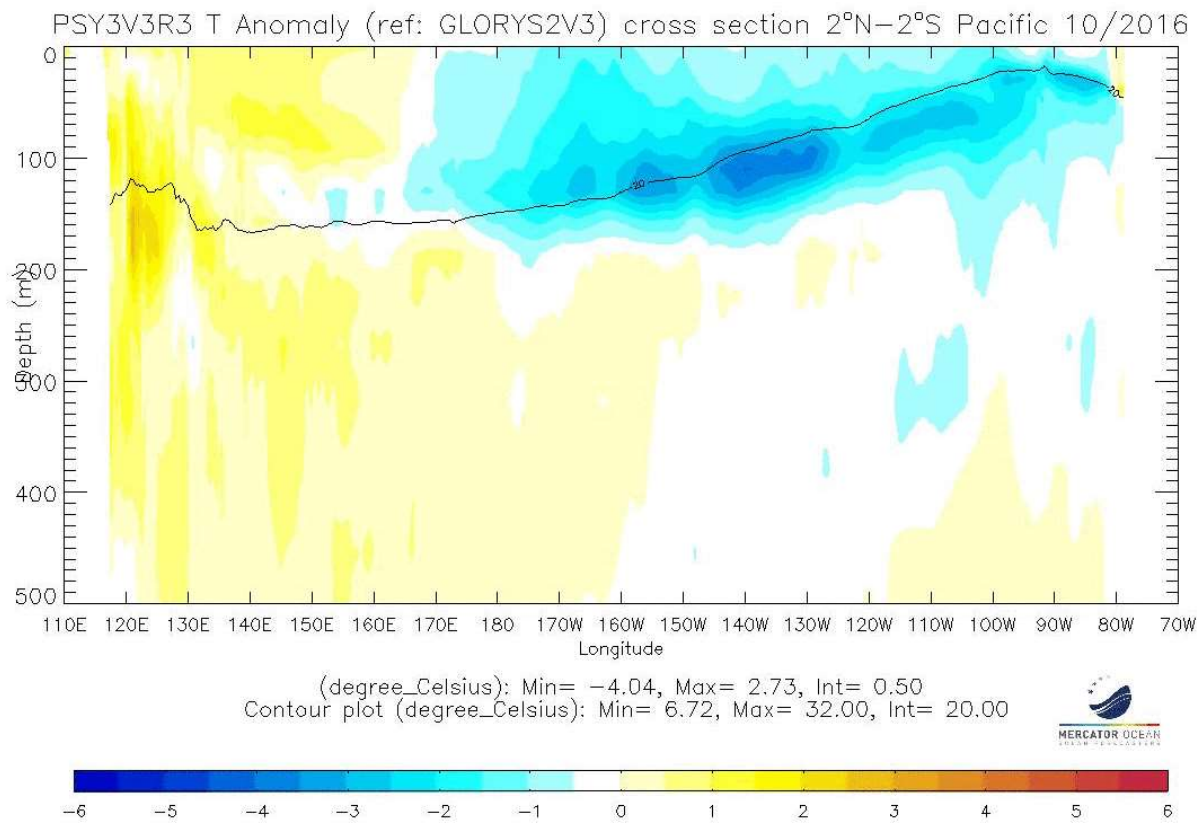 PSY3V3R3 T Anomaly (ref: GLORYS2V3) cross section 2°N-2°S Pacific 10/2016
0
100
200
300
400
500
Depth (m)
20
20
110E 120E 130E 140E 150E 160E 170E 180 170W 160W 150W 140W 130W 120W 110W 100W 90W 80W 70W
Longitude
(degree_Celsius): Min= -4.04, Max= 2.73, Int= 0.50
Contour plot (degree_Celsius): Min= 6.72, Max= 32.00, Int= 20.00
MERCATOR OCEAN
-6 -5 -4 -3 -2 -1 0 1 2 3 4 5 6